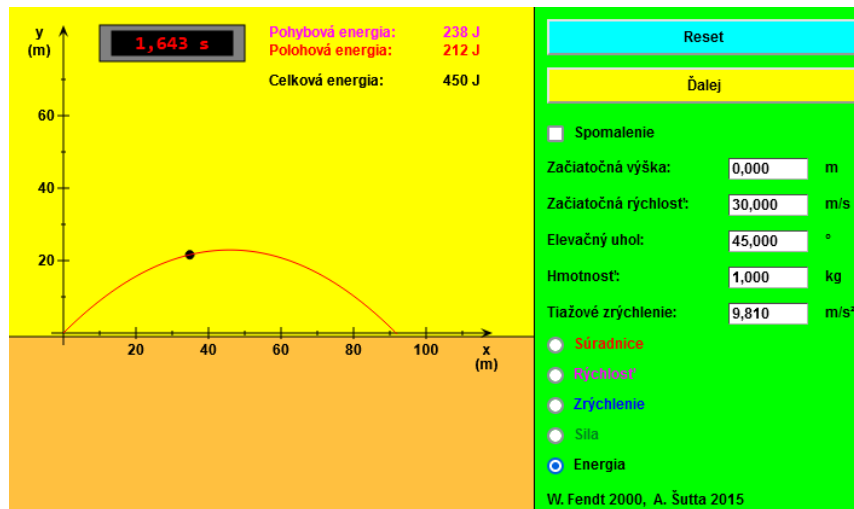 y
(m)
1,643 s
Pohybová energia: 238 J
Polohová energia: 212 J
Celková energia: 450 J
60
40
20
20 40 60 80 100 x
(m)
Reset
Ďalej
Spomalenie
Začiatočná výška: 0,000 m
Začiatočná rýchlosť: 30,000 m/s
Elevačný uhol: 45,000 °
Hmotnosť: 1,000 kg
Tiažové zrýchlenie: 9,810 m/s²
Súradnice
Rýchlosť
Zrýchlenie
Sila
Energia
W. Fendt 2000, A. Šutta 2015